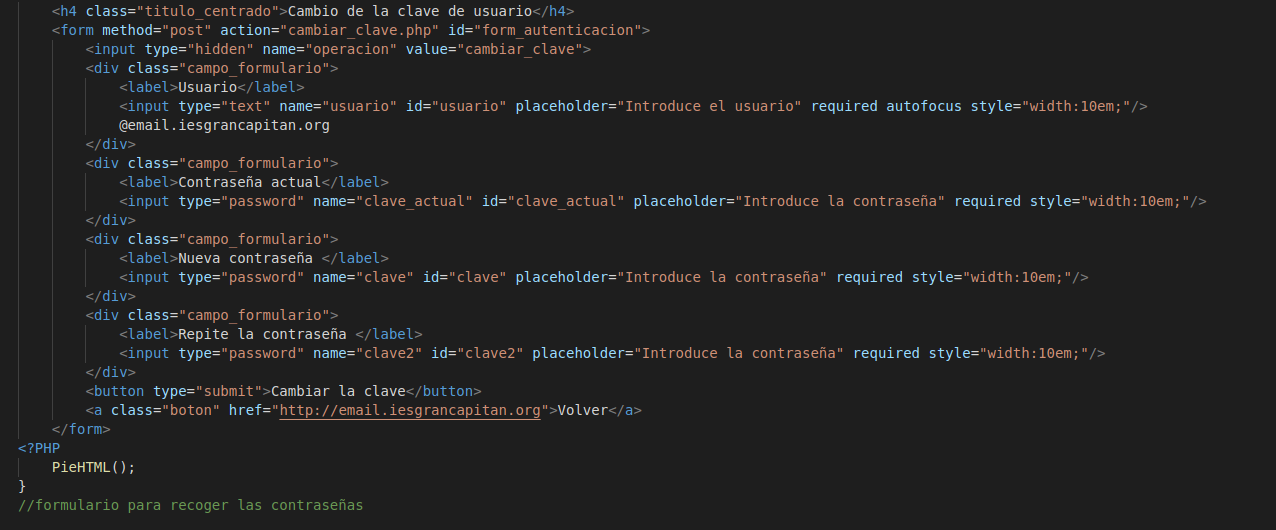 <h4 class="titulo_centrado">Cambio de la clave de usuario</h4>
<form method="post" action="cambiar_clave.php" id="form_autenticacion">
<input type="hidden" name="operacion" value="cambiar_clave">
<div class="campo_formulario">
<label>Usuario</label>
<input type="text" name="usuario" id="usuario" placeholder="Introduce el usuario" required autofocus style="width:10em;"/>
@email.iesgrancapitan.org
</div>
<div class="campo_formulario">
<label>Contraseña actual</label>
<input type="password" name="clave_actual" id="clave_actual" placeholder="Introduce la contraseña" required style="width:10em;"/>
</div>
<div class="campo_formulario">
<label>Nueva contraseña </label>
<input type="password" name="clave" id="clave" placeholder="Introduce la contraseña" required style="width:10em;"/>
</div>
<div class="campo_formulario">
<label>Repite la contraseña </label>
<input type="password" name="clave2" id="clave2" placeholder="Introduce la contraseña" required style="width:10em;"/>
</div>
<button type="submit">Cambiar la clave</button>
<a class="boton" href="http://email.iesgrancapitan.org">Volver</a>
</form>
<?PHP
PieHTML();
}
//formulario para recoger las contraseñas